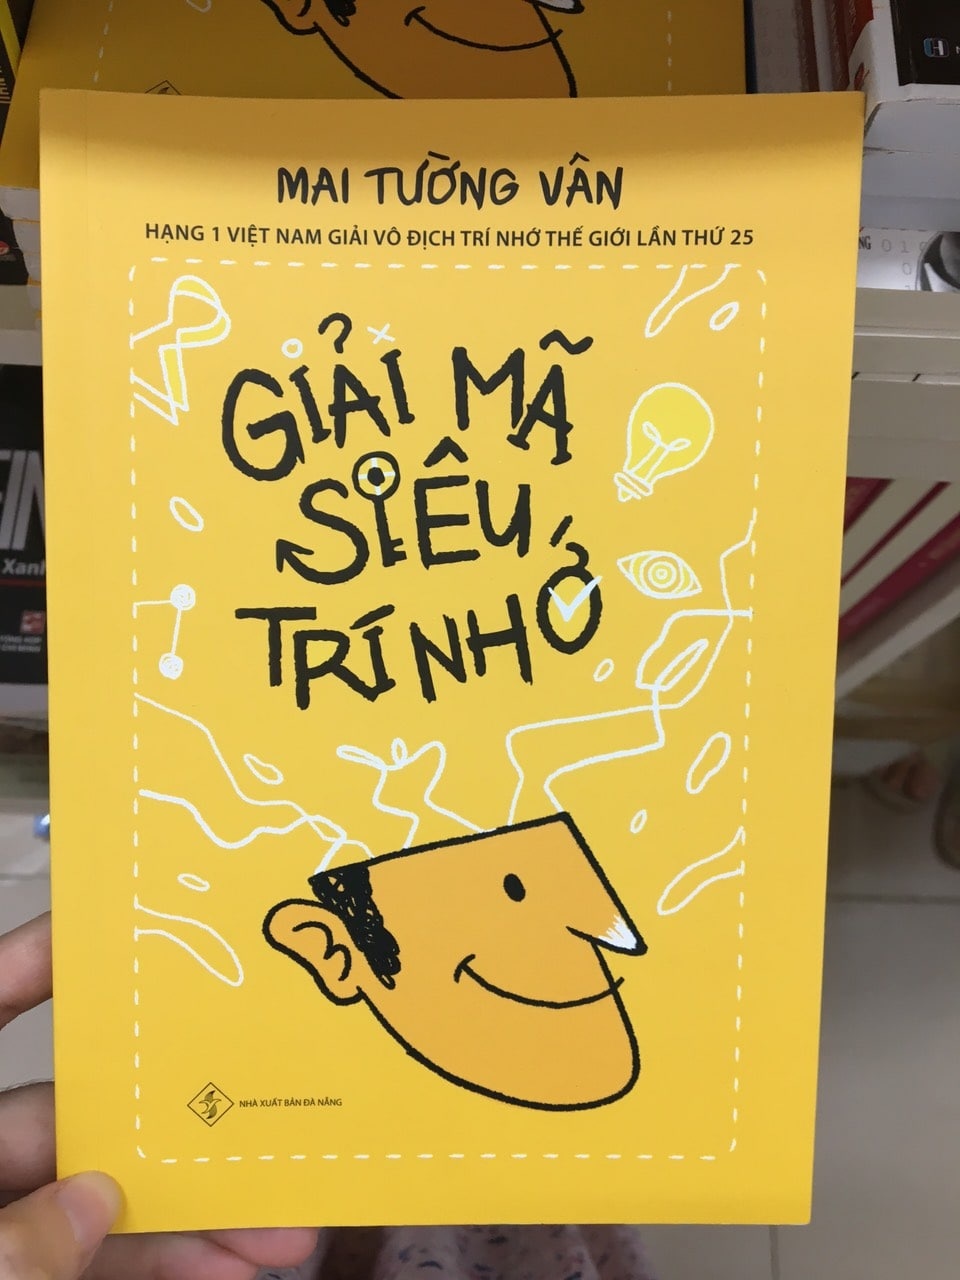 MAI TƯỜNG VÂN
HẠNG 1 VIỆT NAM GIẢI VÔ ĐỊCH TRÍ NHỚ THẾ GIỚI LẦN THỨ 25
GIẢI MÃ
SIÊU
TRÍ NHỚ
NHÀ XUẤT BẢN ĐÀ NẴNG
Xanh